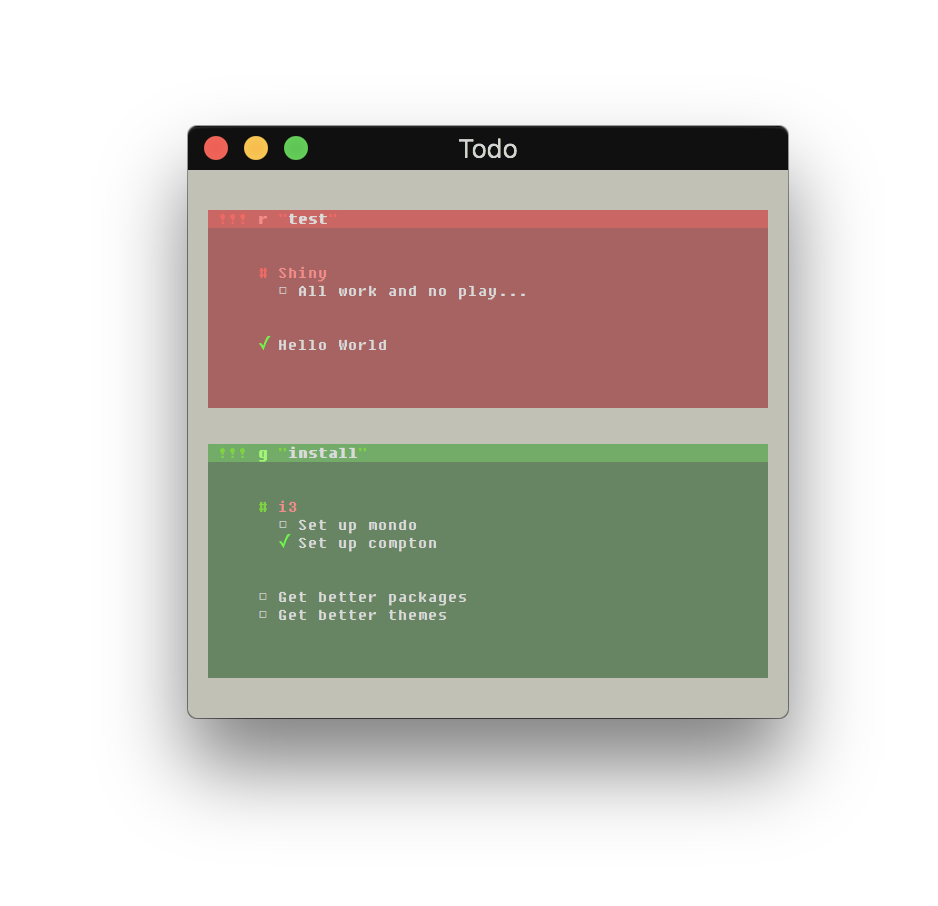 Todo
!!! r "test"
# Shiny
☐ All work and no play...
✓ Hello World
!!! g "install"
# i3
☐ Set up mondo
✓ Set up compton
☐ Get better packages
☐ Get better themes